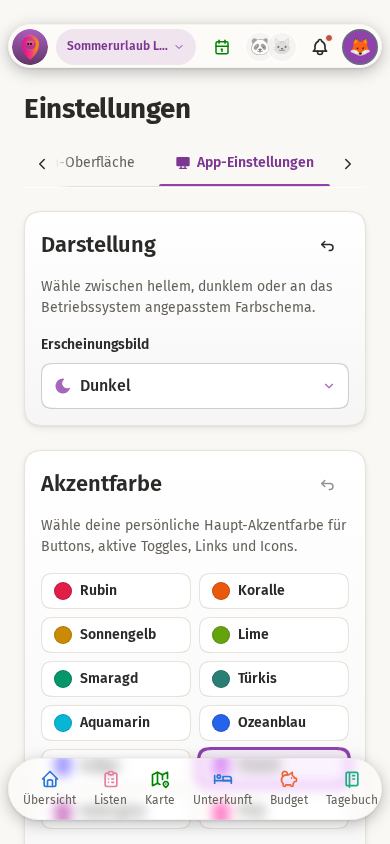 Sommerurlaub L...
Einstellungen
-Oberfläche
App-Einstellungen
Darstellung
Wähle zwischen hellem, dunklem oder an das
Betriebssystem angepasstem Farbschema.
Erscheinungsbild
Dunkel
Akzentfarbe
Wähle deine persönliche Haupt-Akzentfarbe für
Buttons, aktive Toggles, Links und Icons.
Rubin
Koralle
Sonnengelb
Lime
Smaragd
Türkis
Aquamarin
Ozeanblau
Übersicht
Listen
Karte
Unterkunft
Budget
Tagebuch